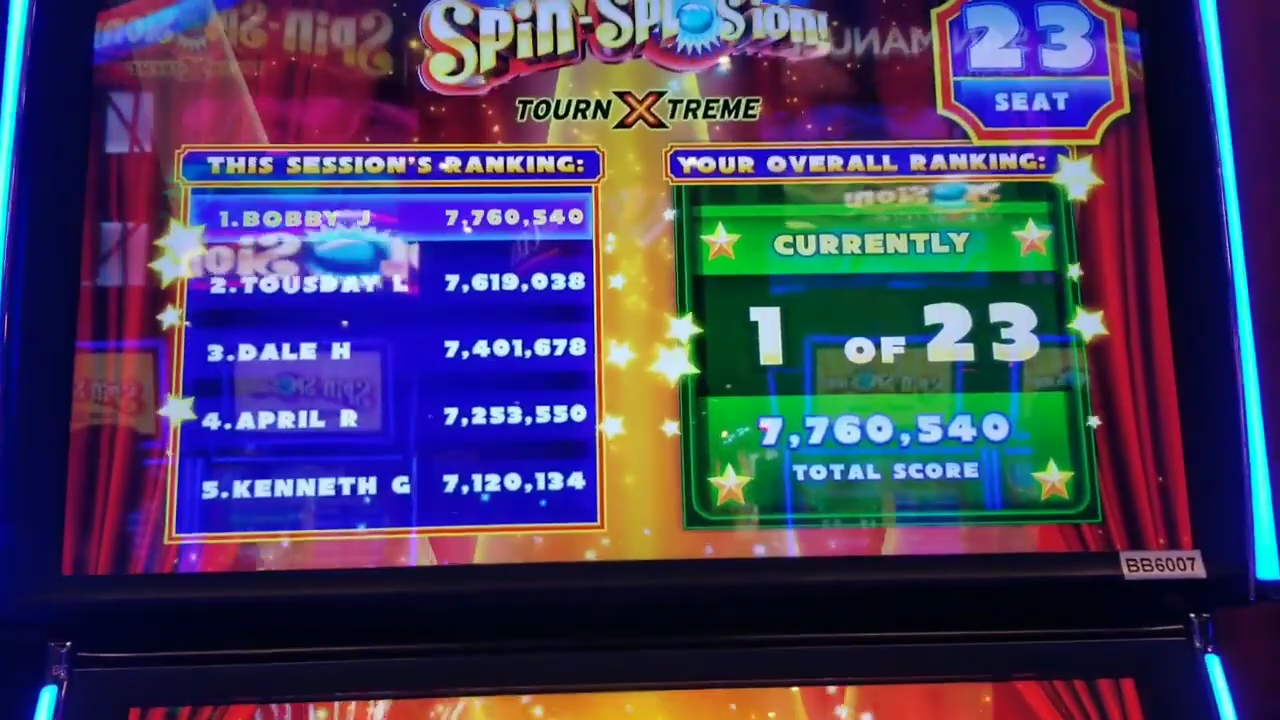 Spin-SPLOSion!
23
SEAT
TOURNXTREME
THIS SESSION'S RANKING:
1.BOBBY J 7,760,540
2.TOUSDAY L 7,619,038
3.DALE H 7,401,678
4.APRIL R 7,253,550
5.KENNETH G 7,120,134
YOUR OVERALL RANKING:
CURRENTLY
1 OF 23
7,760,540
TOTAL SCORE
BB6007